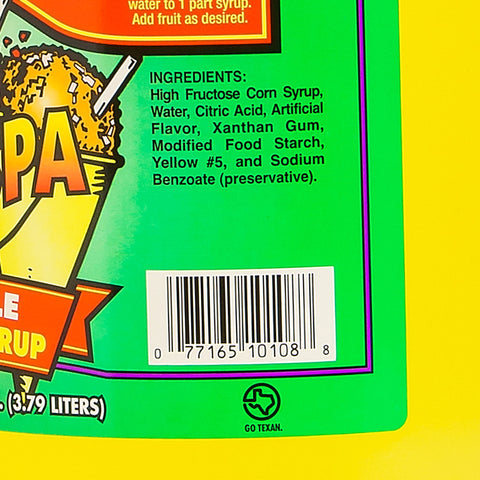 water to 1 part syrup.
Add fruit as desired.
INGREDIENTS:
High Fructose Corn Syrup,
Water, Citric Acid, Artificial
Flavor, Xanthan Gum,
Modified Food Starch,
Yellow #5, and Sodium
Benzoate (preservative).
SPA
LE
RUP
. (3.79 LITERS)
0 77165 10108 8
GO TEXAN.